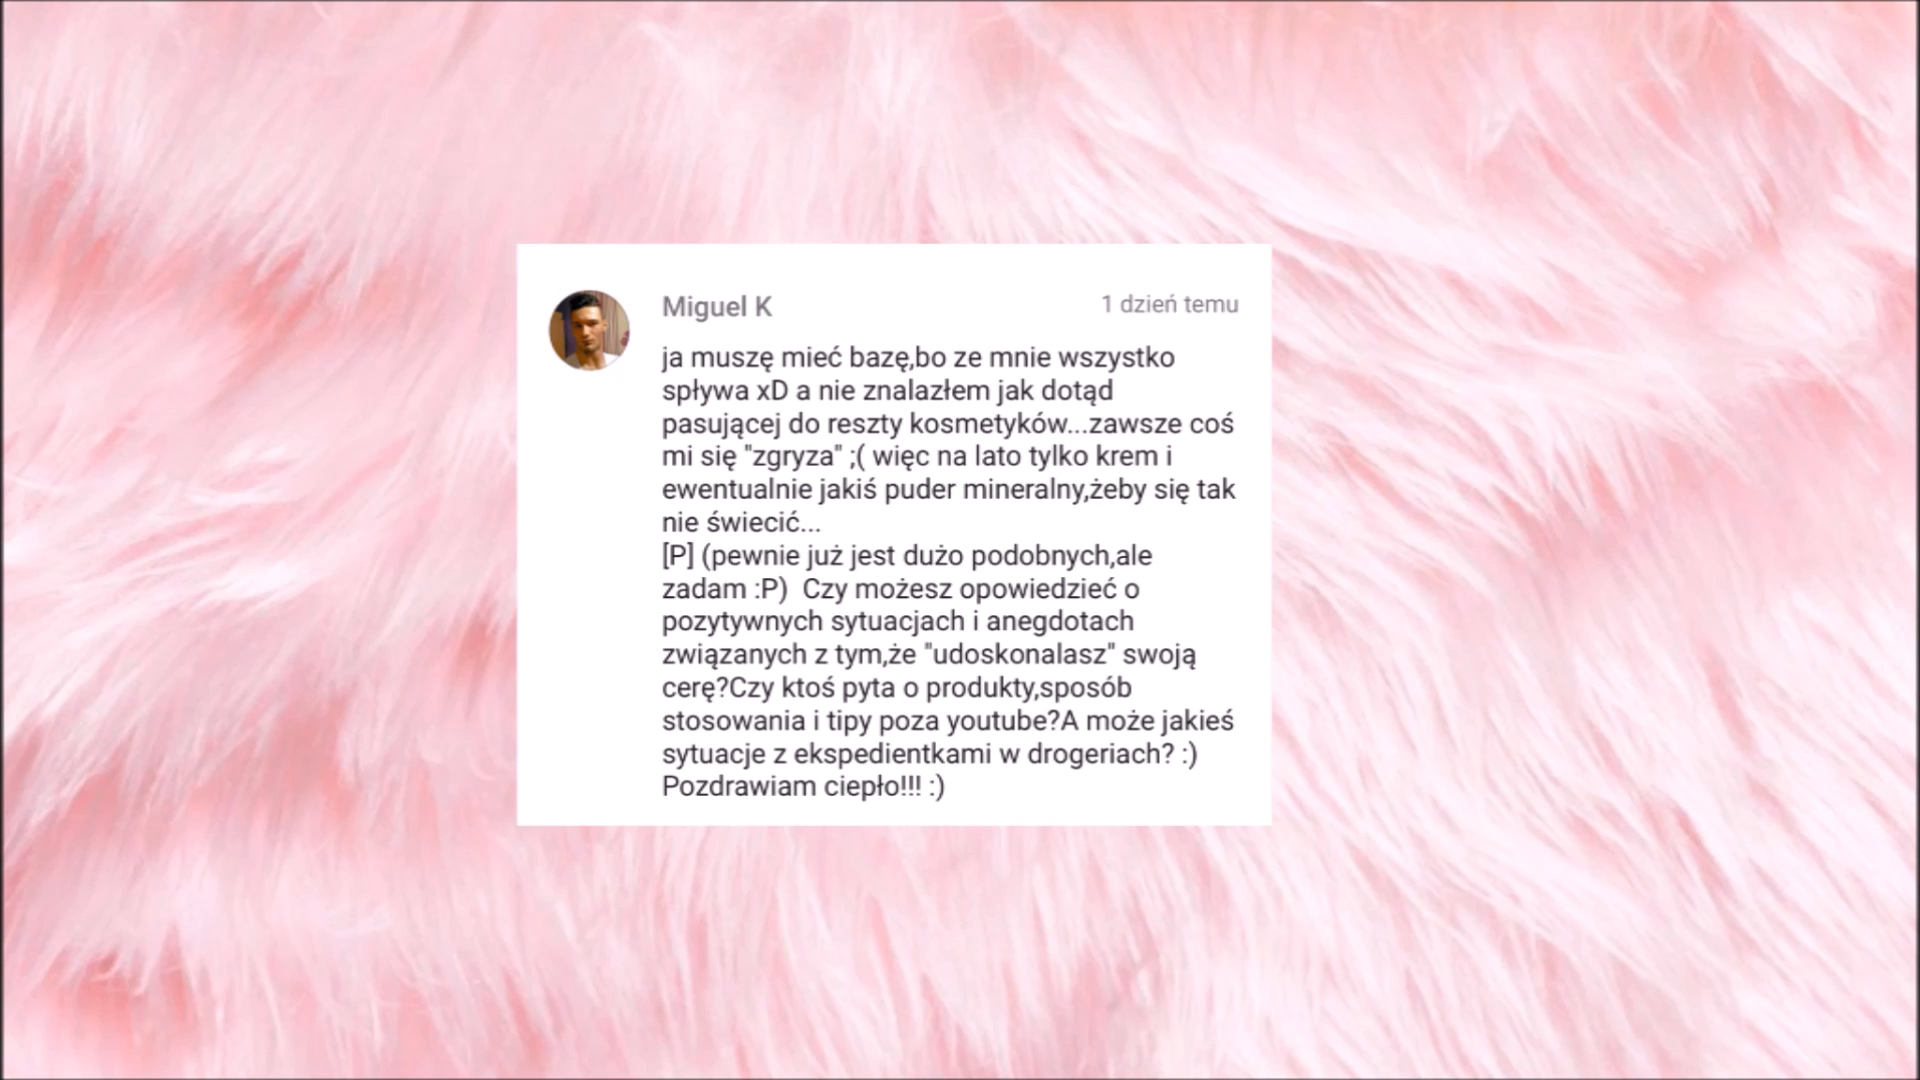 Miguel K
1 dzień temu
ja muszę mieć bazę,bo ze mnie wszystko
spływa xD a nie znalazłem jak dotąd
pasującej do reszty kosmetyków...zawsze coś
mi się "zgryza" ;( więc na lato tylko krem i
ewentualnie jakiś puder mineralny,żeby się tak
nie świecić...
[P] (pewnie już jest dużo podobnych,ale
zadam :P)  Czy możesz opowiedzieć o
pozytywnych sytuacjach i anegdotach
związanych z tym,że "udoskonalasz" swoją
cerę?Czy ktoś pyta o produkty,sposób
stosowania i tipy poza youtube?A może jakieś
sytuacje z ekspedientkami w drogeriach? :)
Pozdrawiam ciepło!!! :)